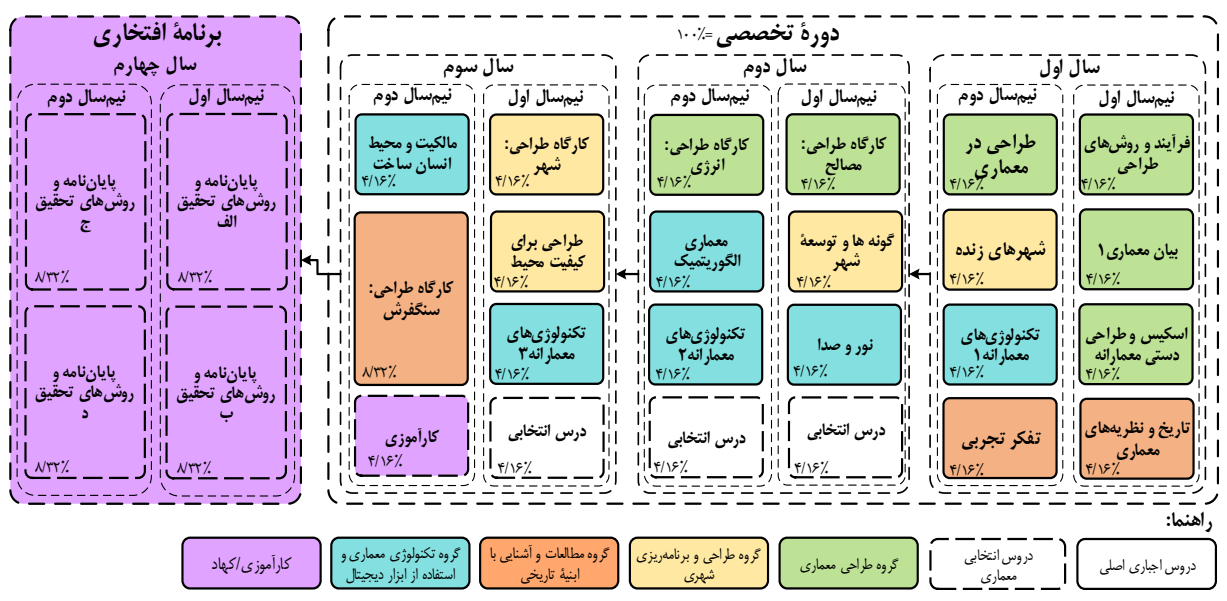 دورهٔ تخصصی =۱۰۰٪
سال اول
نیم‌سال اول
فرآیند و روش‌های
طراحی
۴/۱۶٪
بیان معماری۱
۴/۱۶٪
اسکیس و طراحی
دستی معمارانه
۴/۱۶٪
تاریخ و نظریه‌های
معماری
۴/۱۶٪
نیم‌سال دوم
طراحی در
معماری
۴/۱۶٪
شهرهای زنده
۴/۱۶٪
تکنولوژی‌های
معمارانه۱
۴/۱۶٪
تفکر تجربی
۴/۱۶٪
سال دوم
نیم‌سال اول
کارگاه طراحی:
مصالح
۴/۱۶٪
گونه ها و توسعهٔ
شهر
۴/۱۶٪
نور و صدا
۴/۱۶٪
درس انتخابی
۴/۱۶٪
نیم‌سال دوم
کارگاه طراحی:
انرژی
۴/۱۶٪
معماری
الگوریتمیک
۴/۱۶٪
تکنولوژی‌های
معمارانه۲
۴/۱۶٪
درس انتخابی
۴/۱۶٪
سال سوم
نیم‌سال اول
کارگاه طراحی:
شهر
۴/۱۶٪
طراحی برای
کیفیت محیط
۴/۱۶٪
تکنولوژی‌های
معمارانه۳
۴/۱۶٪
درس انتخابی
۴/۱۶٪
نیم‌سال دوم
مالکیت و محیط
انسان ساخت
۴/۱۶٪
کارگاه طراحی:
سنگفرش
۸/۳۲٪
کارآموزی
۴/۱۶٪
برنامهٔ افتخاری
سال چهارم
نیم‌سال اول
پایان‌نامه و
روش‌های تحقیق
الف
۸/۳۲٪
پایان‌نامه و
روش‌های تحقیق
ب
۸/۳۲٪
نیم‌سال دوم
پایان‌نامه و
روش‌های تحقیق
ج
۸/۳۲٪
پایان‌نامه و
روش‌های تحقیق
د
۸/۳۲٪
راهنما:
دروس اجباری اصلی
دروس انتخابی
معماری
گروه طراحی معماری
گروه طراحی و برنامه‌ریزی
شهری
گروه مطالعات و آشنایی با
ابنیهٔ تاریخی
گروه تکنولوژی معماری و
استفاده از ابزار دیجیتال
کارآموزی/کهاد